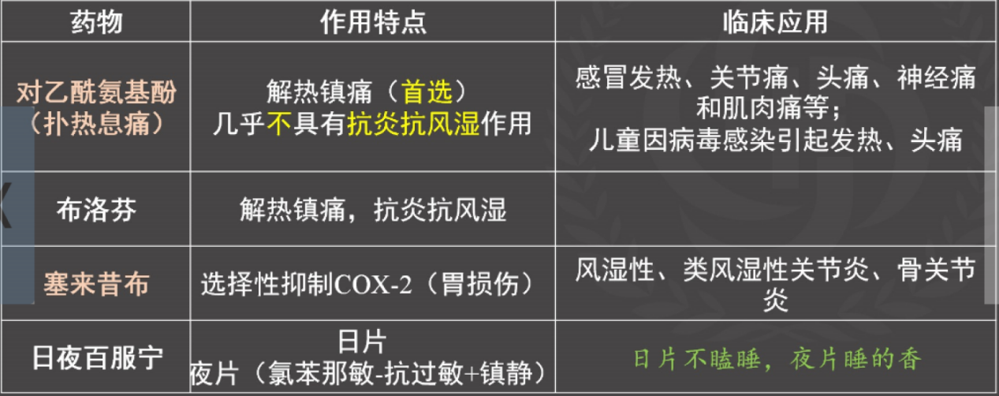 药物
作用特点
临床应用
对乙酰氨基酚
（扑热息痛）
解热镇痛（首选）
几乎不具有抗炎抗风湿作用
感冒发热、关节痛、头痛、神经痛
和肌肉痛等；
儿童因病毒感染引起发热、头痛
布洛芬
解热镇痛，抗炎抗风湿
塞来昔布
选择性抑制COX-2（胃损伤）
风湿性、类风湿性关节炎、骨关节
炎
日夜百服宁
日片
夜片（氯苯那敏-抗过敏+镇静）
日片不瞌睡，夜片睡的香